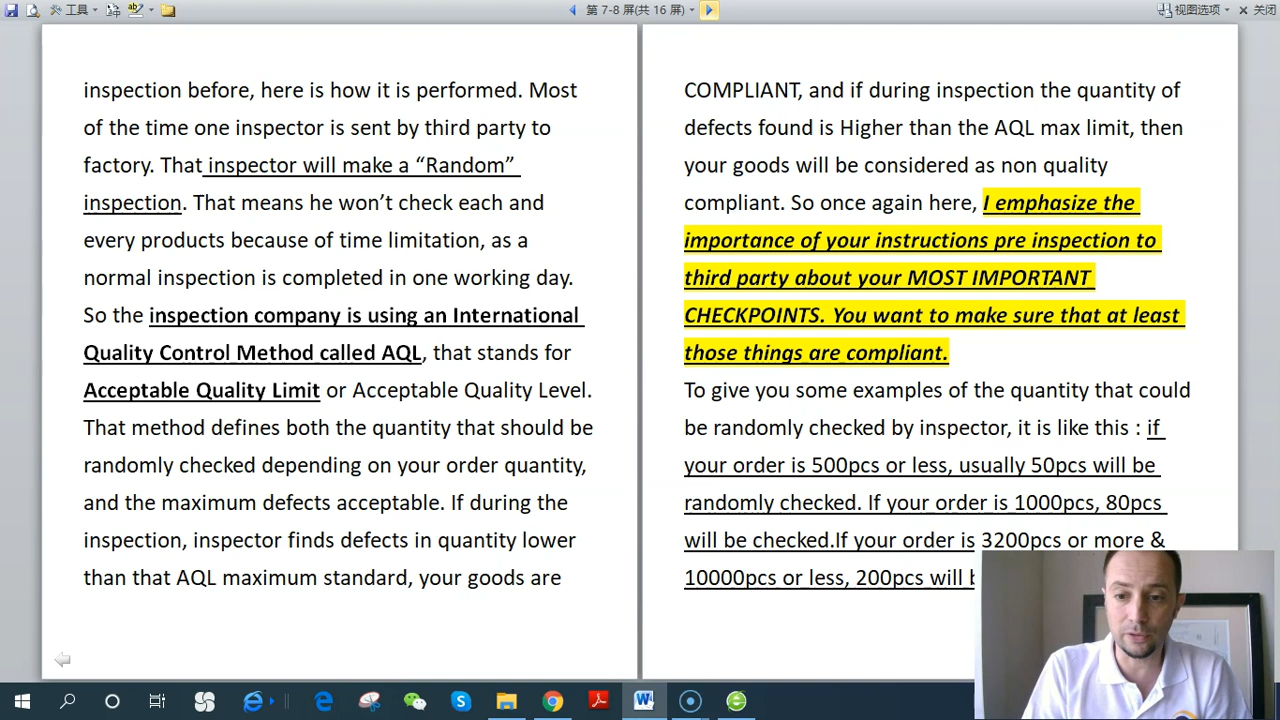 工具
第 7-8 屏(共 16 屏)
视图选项
关闭
inspection before, here is how it is performed. Most
of the time one inspector is sent by third party to
factory. That inspector will make a “Random”
inspection. That means he won’t check each and
every products because of time limitation, as a
normal inspection is completed in one working day.
So the inspection company is using an International
Quality Control Method called AQL, that stands for
Acceptable Quality Limit or Acceptable Quality Level.
That method defines both the quantity that should be
randomly checked depending on your order quantity,
and the maximum defects acceptable. If during the
inspection, inspector finds defects in quantity lower
than that AQL maximum standard, your goods are
COMPLIANT, and if during inspection the quantity of
defects found is Higher than the AQL max limit, then
your goods will be considered as non quality
compliant. So once again here, I emphasize the
importance of your instructions pre inspection to
third party about your MOST IMPORTANT
CHECKPOINTS. You want to make sure that at least
those things are compliant.
To give you some examples of the quantity that could
be randomly checked by inspector, it is like this : if
your order is 500pcs or less, usually 50pcs will be
randomly checked. If your order is 1000pcs, 80pcs
will be checked.If your order is 3200pcs or more &
10000pcs or less, 200pcs will